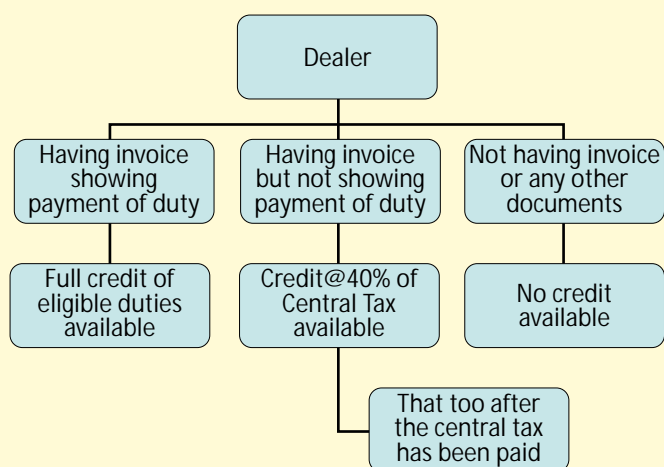 Dealer
Having invoice
showing
payment of duty
Having invoice
but not showing
payment of duty
Not having invoice
or any other
documents
Full credit of
eligible duties
available
Credit@40% of
Central Tax
available
No credit
available
That too after
the central tax
has been paid